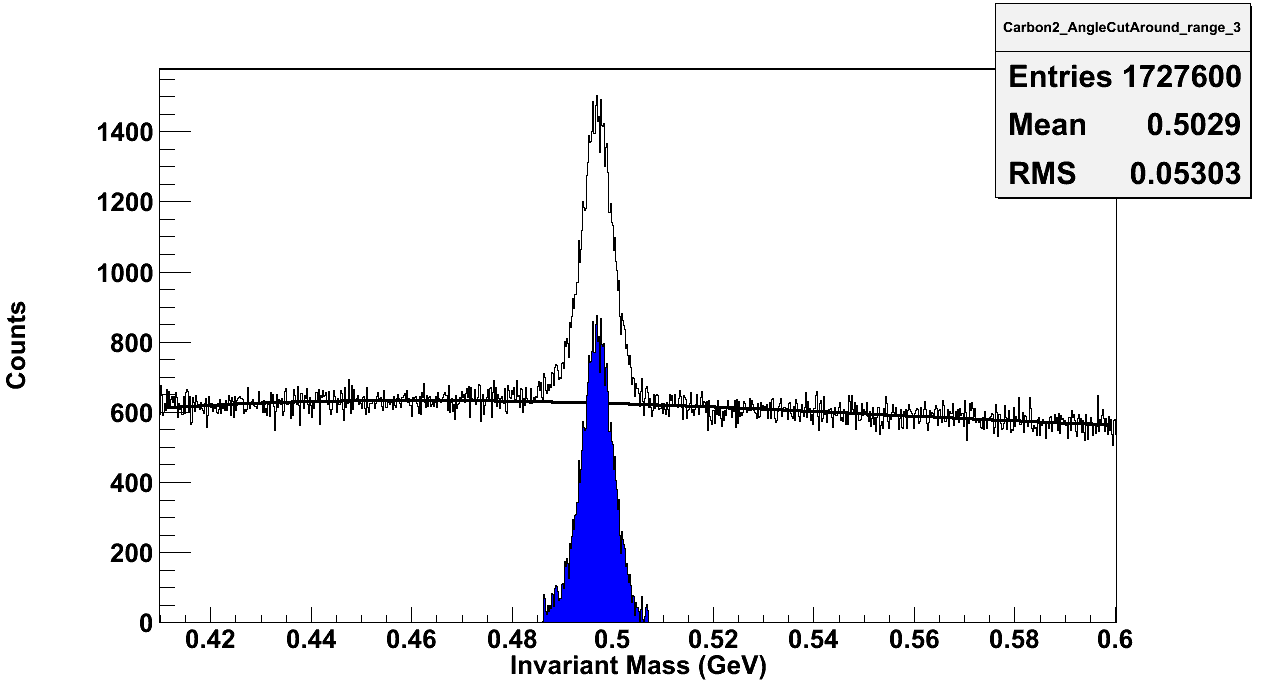 Carbon2_AngleCutAround_range_3
Entries 1727600
Mean 0.5029
RMS 0.05303
Counts
1400
1200
1000
800
600
400
200
0
0.42 0.44 0.46 0.48 0.5 0.52 0.54 0.56 0.58 0.6
Invariant Mass (GeV)